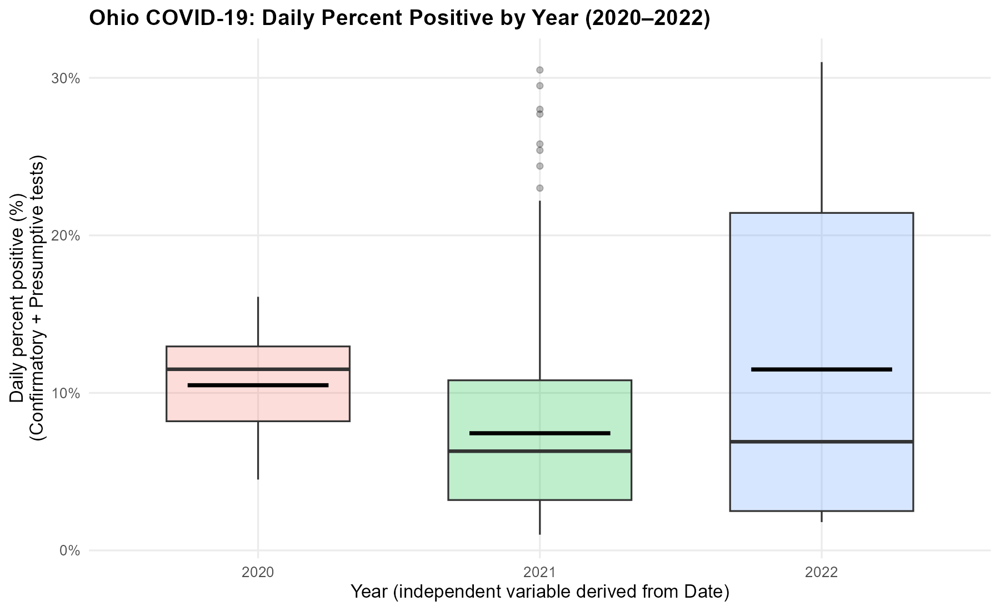 Ohio COVID-19: Daily Percent Positive by Year (2020–2022)
Daily percent positive (%)
(Confirmatory + Presumptive tests)
30%
20%
10%
0%
2020
2021
2022
Year (independent variable derived from Date)